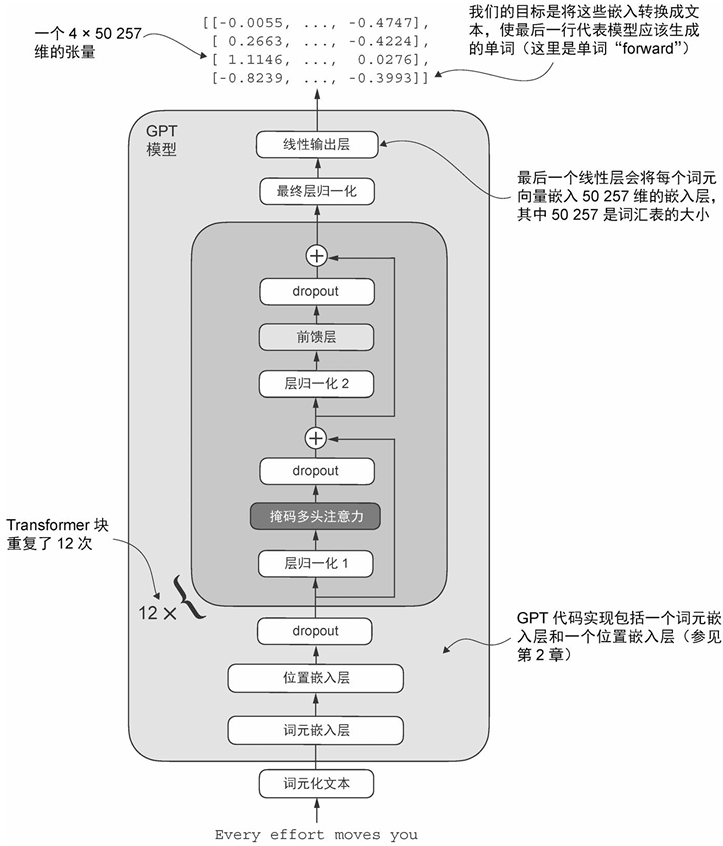 一个 4 × 50 257
维的张量
[[-0.0055, ..., -0.4747],
[ 0.2663, ..., -0.4224],
[ 1.1146, ..., 0.0276],
[-0.8239, ..., -0.3993]]
我们的目标是将这些嵌入转换成文
本，使最后一行代表模型应该生成
的单词（这里是单词“forward”）
GPT
模型
线性输出层
最后一个线性层会将每个词元
向量嵌入 50 257 维的嵌入层，
其中 50 257 是词汇表的大小
最终层归一化
+
dropout
前馈层
层归一化 2
+
dropout
掩码多头注意力
层归一化 1
Transformer 块
重复了 12 次
12 ×
{
dropout
GPT 代码实现包括一个词元嵌
入层和一个位置嵌入层（参见
第 2 章）
位置嵌入层
词元嵌入层
词元化文本
Every effort moves you